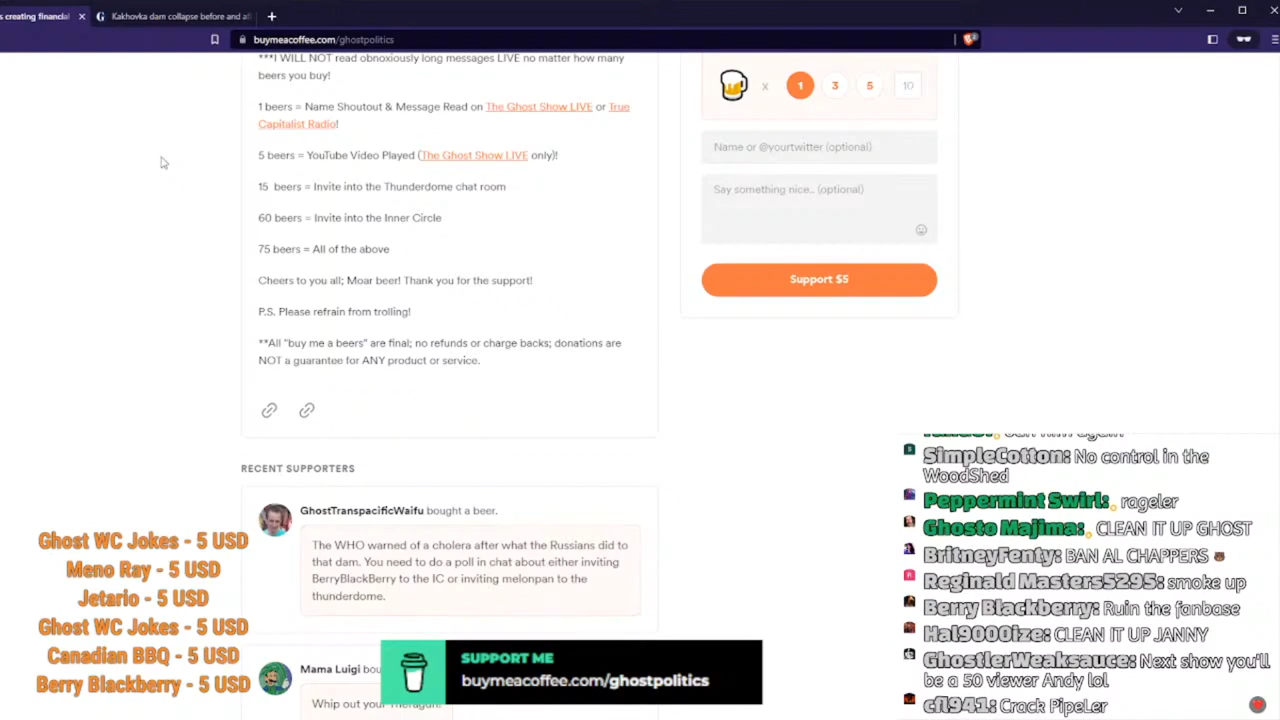 s creating financial
Kakhovka dam collapse before and af
buymeacoffee.com/ghostpolitics
***I WILL NOT read obnoxiously long messages LIVE no matter how many
beers you buy!
1 beers = Name Shoutout & Message Read on The Ghost Show LIVE or True
Capitalist Radio!
5 beers = YouTube Video Played (The Ghost Show LIVE only)!
15 beers = Invite into the Thunderdome chat room
60 beers = Invite into the Inner Circle
75 beers = All of the above
Cheers to you all; Moar beer! Thank you for the support!
P.S. Please refrain from trolling!
**All "buy me a beers" are final; no refunds or charge backs; donations are
NOT a guarantee for ANY product or service.
x 1 3 5 10
Name or @yourtwitter (optional)
Say something nice.. (optional)
Support $5
RECENT SUPPORTERS
GhostTranspacificWaifu bought a beer.
The WHO warned of a cholera after what the Russians did to
that dam. You need to do a poll in chat about either inviting
BerryBlackBerry to the IC or inviting melonpan to the
thunderdome.
Mama Luigi bou
Whip out your Theragun!
Ghost WC Jokes - 5 USD
Meno Ray - 5 USD
Jetario - 5 USD
Ghost WC Jokes - 5 USD
Canadian BBQ - 5 USD
Berry Blackberry - 5 USD
SUPPORT ME
buymeacoffee.com/ghostpolitics
SimpleCotton: No control in the
WoodShed
Peppermint Swirl: rageler
Ghosto Majima: CLEAN IT UP GHOST
BritneyFenty: BAN AL CHAPPERS
Reginald Masters5295: smoke up
Berry Blackberry: Ruin the fanbase
Hal9000ize: CLEAN IT UP JANNY
GhostlerWeaksauce: Next show you'll
be a 50 viewer Andy lol
cfl941: Crack PipeLer